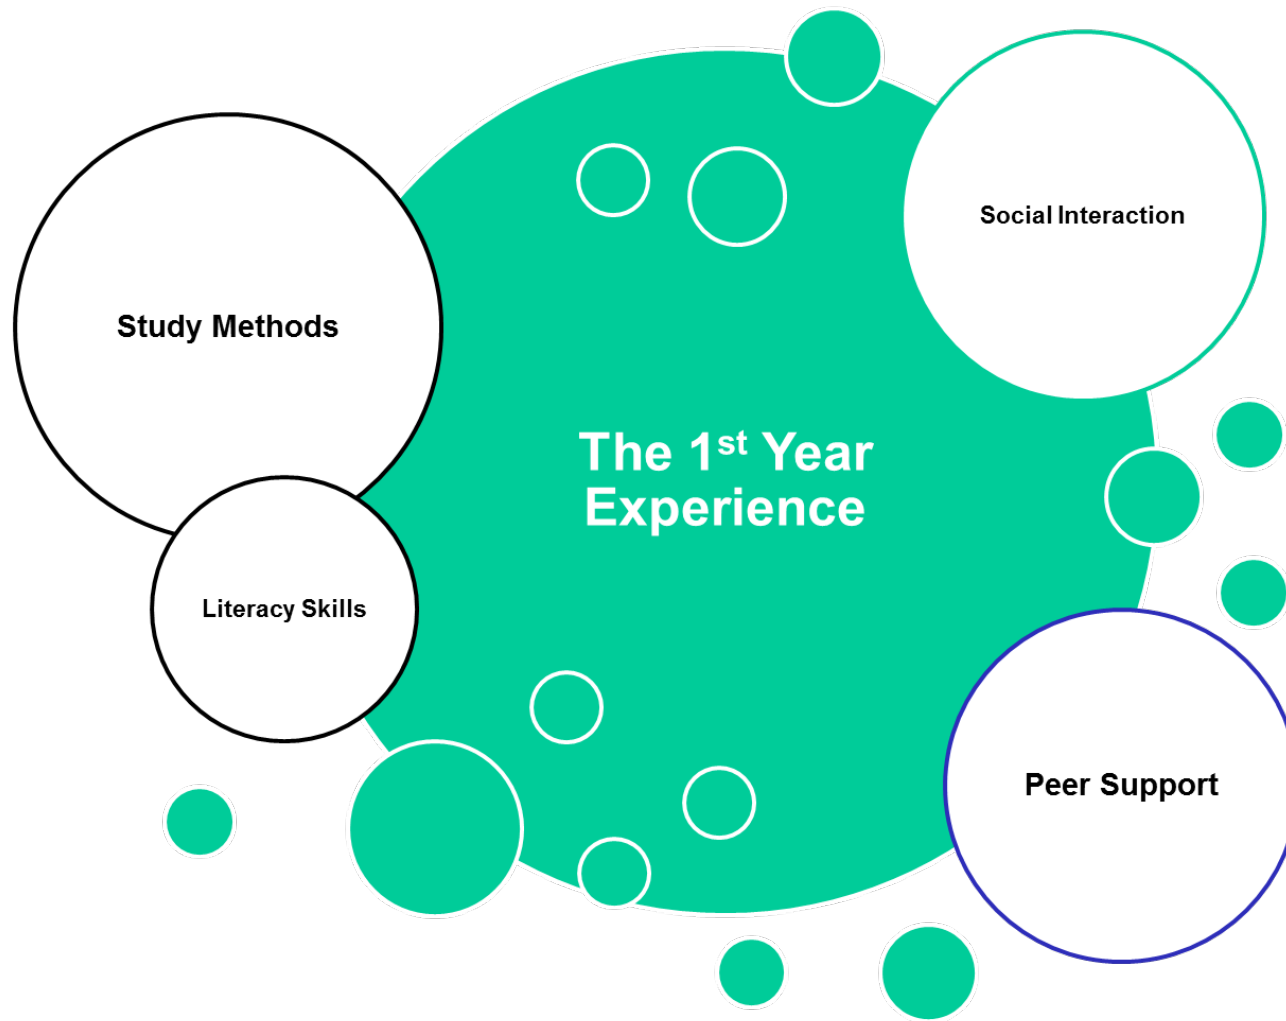 Social Interaction
Study Methods
The 1st Year
Experience
Literacy Skills
Peer Support